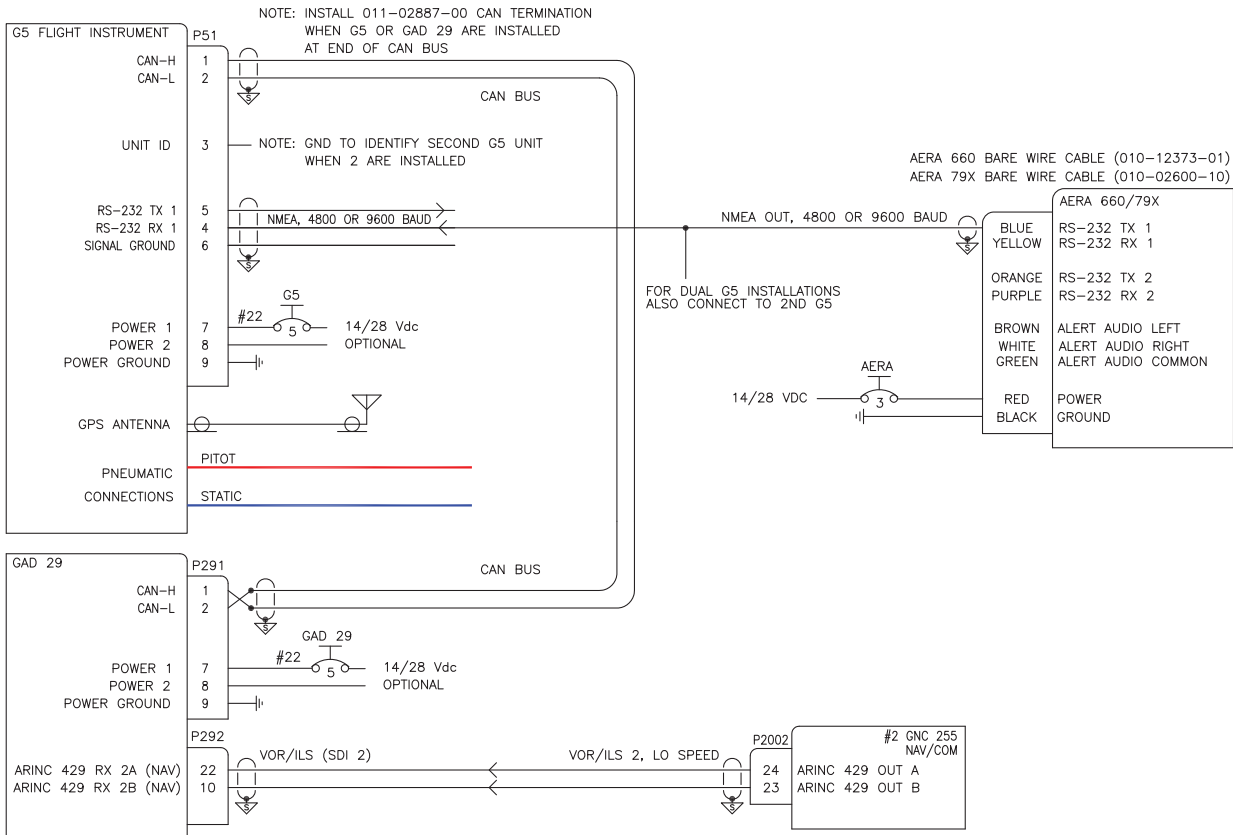 NOTE: INSTALL 011-02887-00 CAN TERMINATION
WHEN G5 OR GAD 29 ARE INSTALLED
AT END OF CAN BUS
G5 FLIGHT INSTRUMENT
P51
CAN-H 1
CAN-L 2
S
CAN BUS
UNIT ID 3
NOTE: GND TO IDENTIFY SECOND G5 UNIT
WHEN 2 ARE INSTALLED
RS-232 TX 1 5
RS-232 RX 1 4
SIGNAL GROUND 6
NMEA, 4800 OR 9600 BAUD
S
NMEA OUT, 4800 OR 9600 BAUD
FOR DUAL G5 INSTALLATIONS
ALSO CONNECT TO 2ND G5
AERA 660 BARE WIRE CABLE (010-12373-01)
AERA 79X BARE WIRE CABLE (010-02600-10)
AERA 660/79X
S
BLUE RS-232 TX 1
YELLOW RS-232 RX 1
ORANGE RS-232 TX 2
PURPLE RS-232 RX 2
BROWN ALERT AUDIO LEFT
WHITE ALERT AUDIO RIGHT
GREEN ALERT AUDIO COMMON
RED POWER
BLACK GROUND
AERA
14/28 VDC
3
G5
#22
5
14/28 Vdc
OPTIONAL
POWER 1 7
POWER 2 8
POWER GROUND 9
GPS ANTENNA
PNEUMATIC
CONNECTIONS
PITOT
STATIC
GAD 29
P291
CAN-H 1
CAN-L 2
S
CAN BUS
GAD 29
#22
5
14/28 Vdc
OPTIONAL
POWER 1 7
POWER 2 8
POWER GROUND 9
P292
VOR/ILS (SDI 2)
VOR/ILS 2, LO SPEED
ARINC 429 RX 2A (NAV) 22
ARINC 429 RX 2B (NAV) 10
S
S
P2002
#2 GNC 255
NAV/COM
24 ARINC 429 OUT A
23 ARINC 429 OUT B